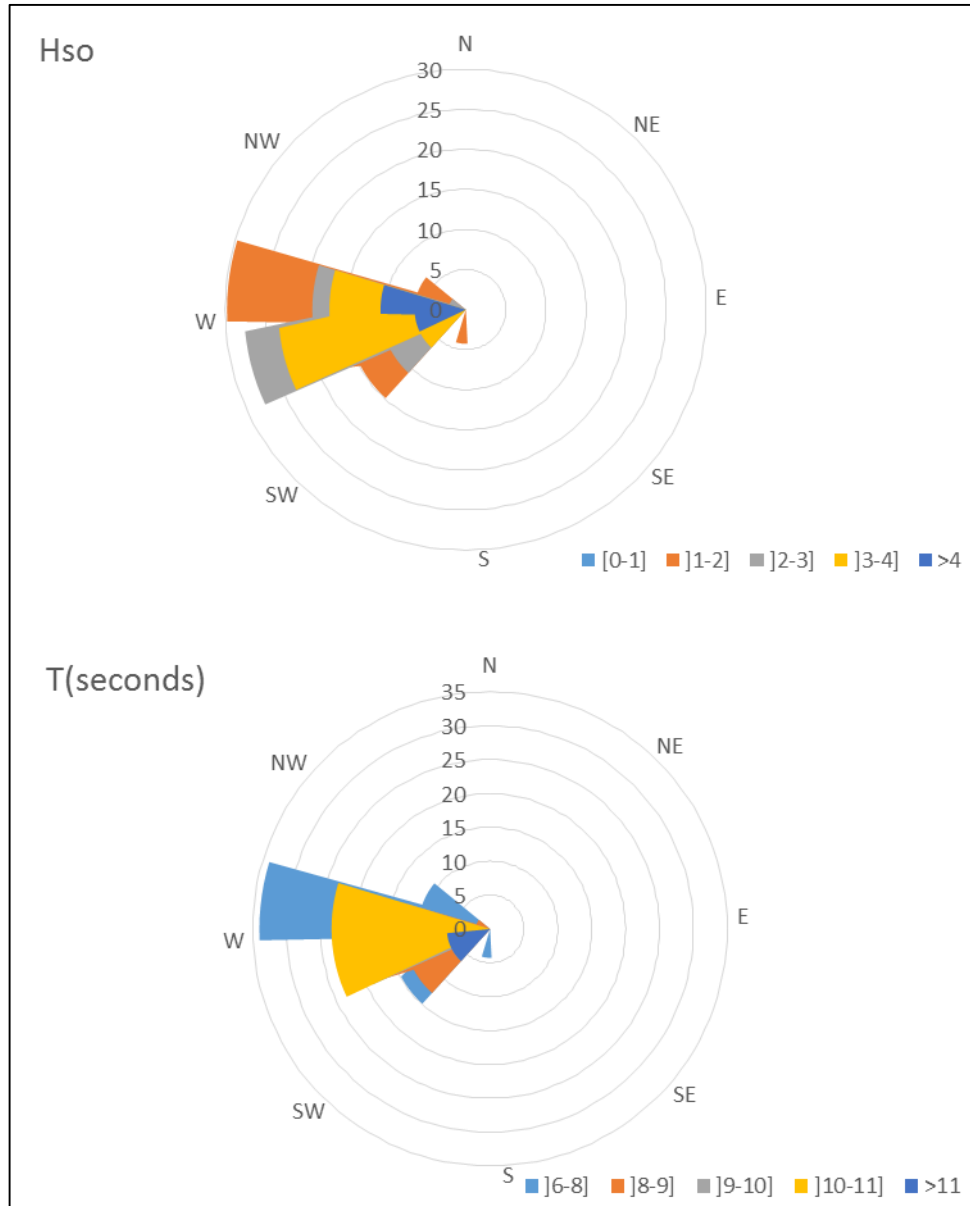 Hso
N
30
25
20
15
10
5
0
NW
NE
W
E
SW
SE
S
[0-1] ]1-2] ]2-3] ]3-4] >4
T(seconds)
N
35
30
25
20
15
10
5
0
NW
NE
W
E
SW
SE
S
]6-8] ]8-9] ]9-10] ]10-11] >11